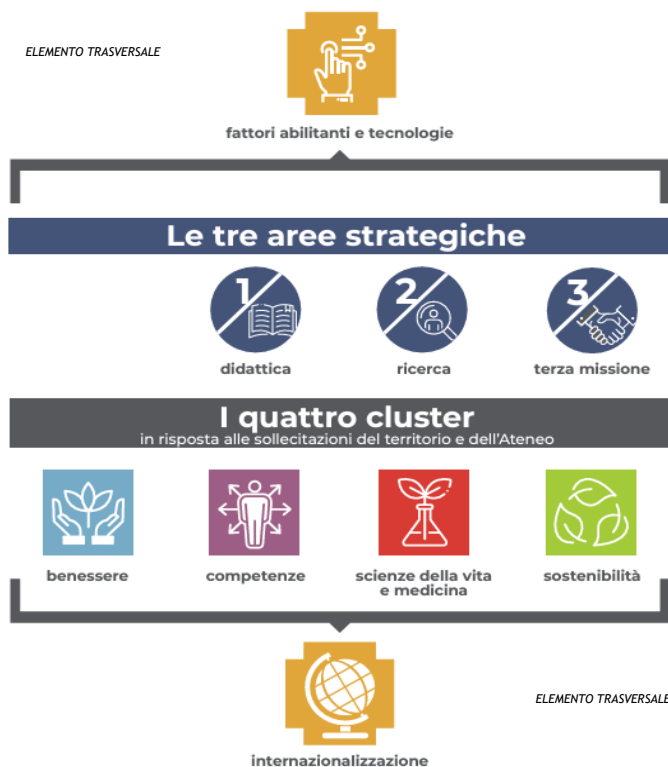 ELEMENTO TRASVERSALE
fattori abilitanti e tecnologie
Le tre aree strategiche
1 2 3
didattica ricerca terza missione
I quattro cluster
in risposta alle sollecitazioni del territorio e dell'Ateneo
benessere competenze scienze della vita sostenibilità
e medicina
ELEMENTO TRASVERSALE
internazionalizzazione